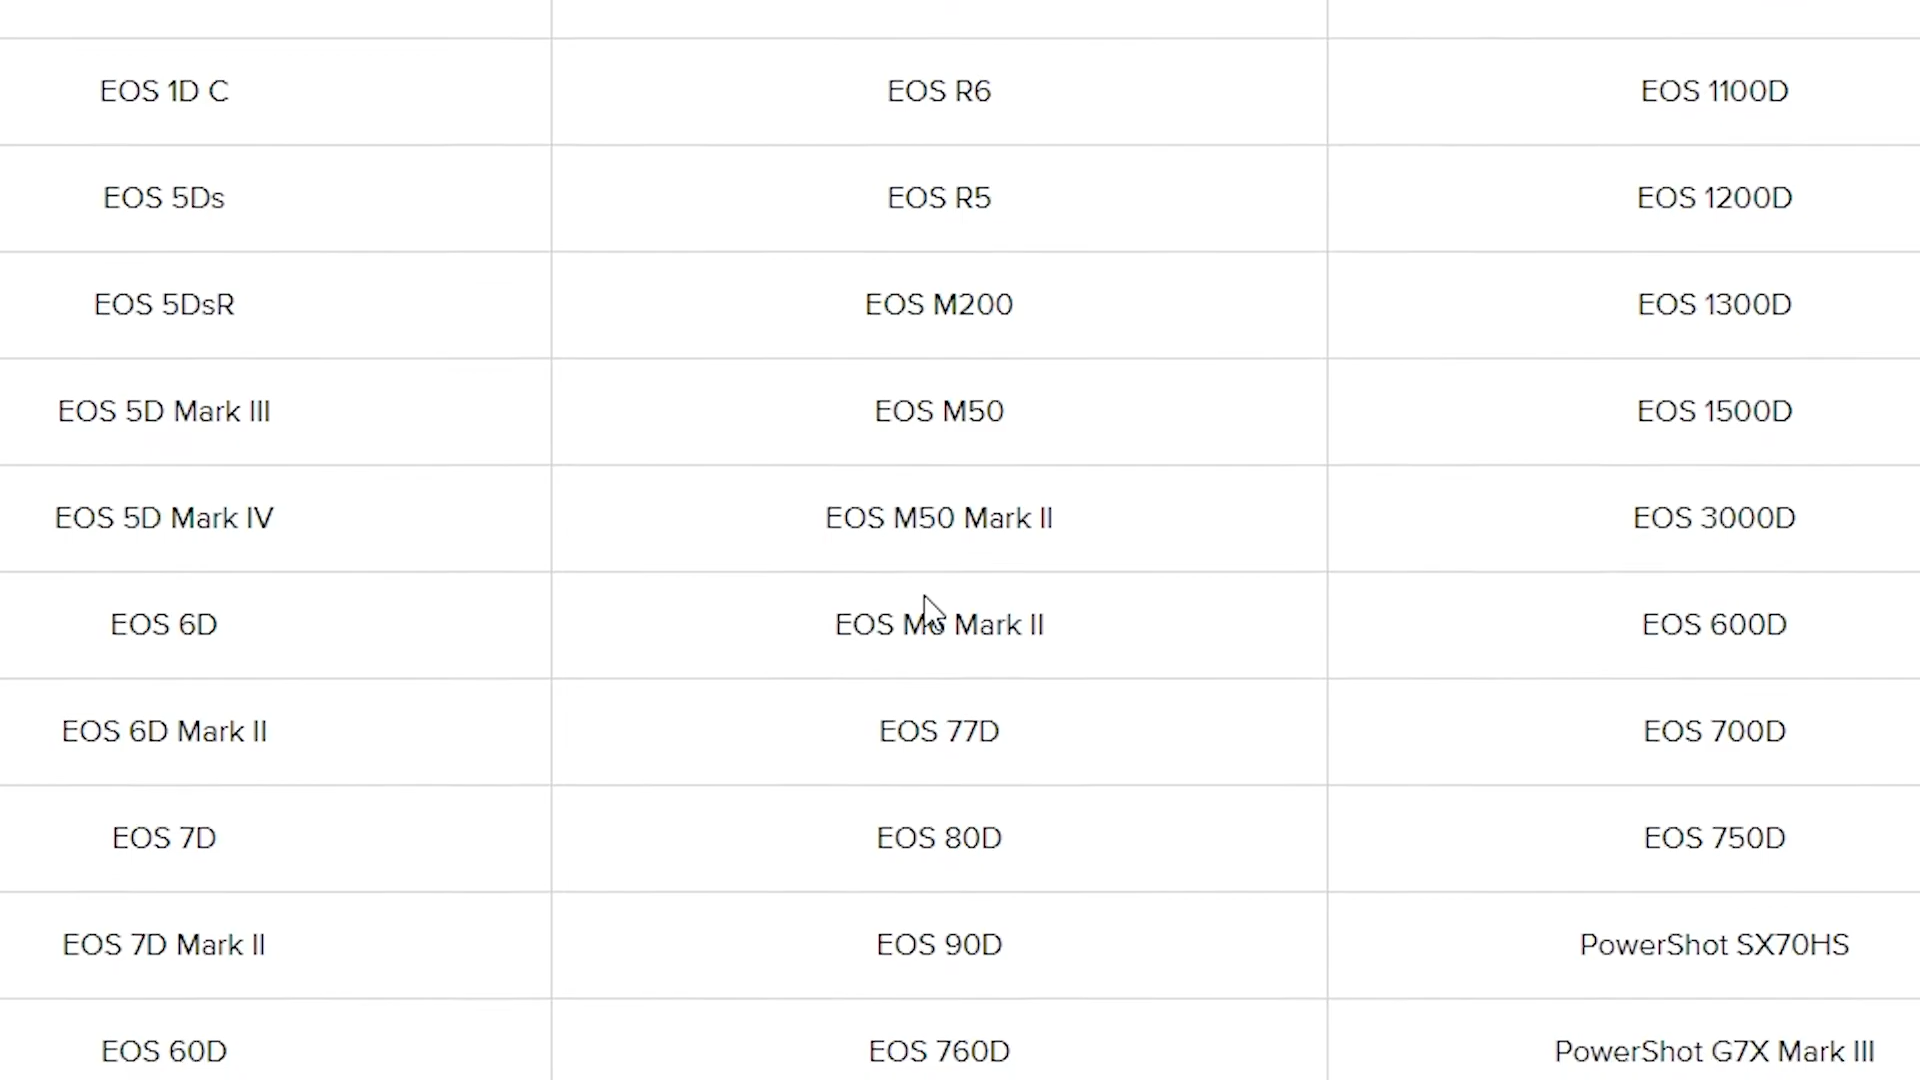 EOS 1D C EOS R6 EOS 1100D
EOS 5Ds EOS R5 EOS 1200D
EOS 5DsR EOS M200 EOS 1300D
EOS 5D Mark III EOS M50 EOS 1500D
EOS 5D Mark IV EOS M50 Mark II EOS 3000D
EOS 6D EOS Mark II EOS 600D
EOS 6D Mark II EOS 77D EOS 700D
EOS 7D EOS 80D EOS 750D
EOS 7D Mark II EOS 90D PowerShot SX70HS
EOS 60D EOS 760D PowerShot G7X Mark III